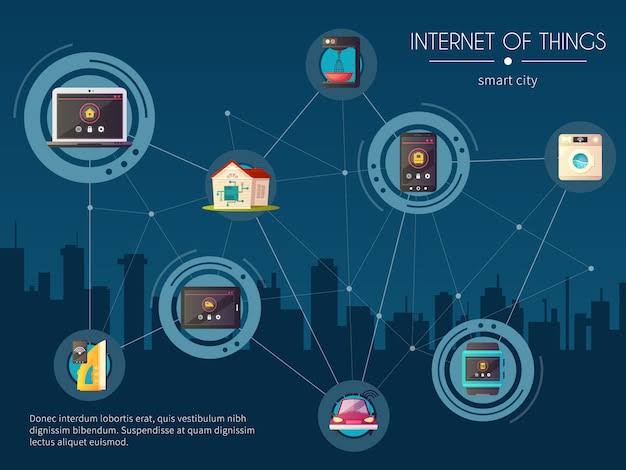 INTERNET OF THINGS
smart city
Donec interdum lobortis erat, quis vestibulum nibh
dignissim bibendum. Suspendisse a quam dignissim
lectus aliquet euismod.